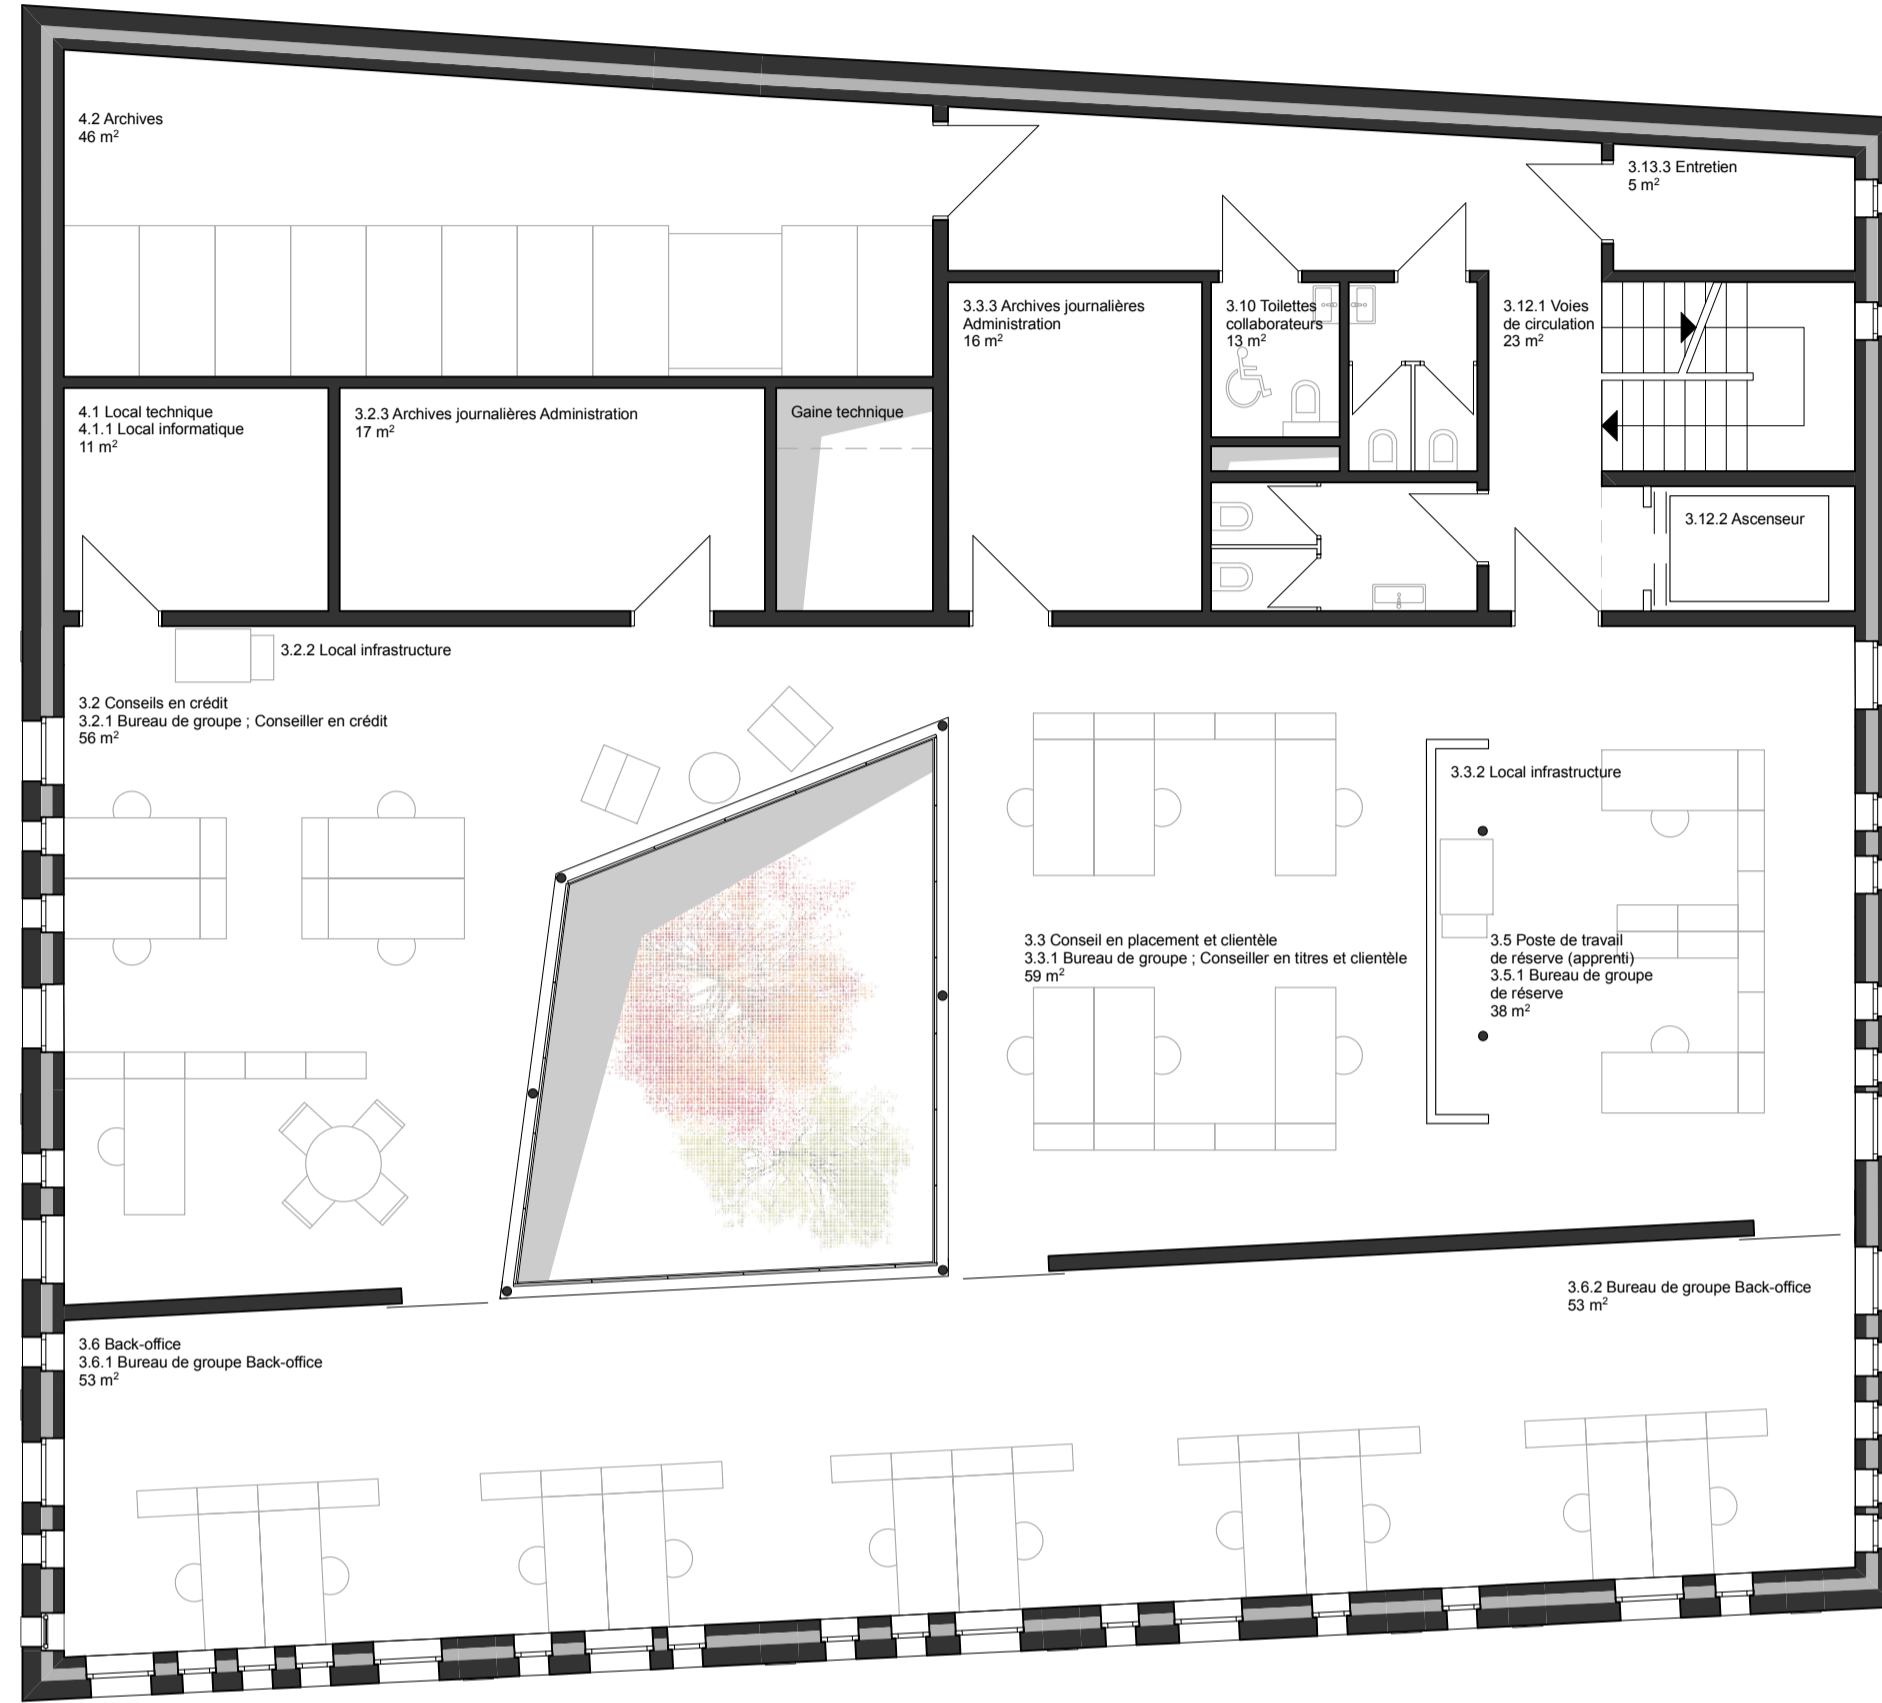 4.2 Archives
46 m²
3.13.3 Entretien
5 m²
3.3.3 Archives journalières
Administration
16 m²
3.10 Toilettes
collaborateurs
13 m²
3.12.1 Voies
de circulation
23 m²
4.1 Local technique
4.1.1 Local informatique
11 m²
3.2.3 Archives journalières Administration
17 m²
Gaine technique
3.12.2 Ascenseur
3.2.2 Local infrastructure
3.2 Conseils en crédit
3.2.1 Bureau de groupe ; Conseiller en crédit
56 m²
3.3.2 Local infrastructure
3.3 Conseil en placement et clientèle
3.3.1 Bureau de groupe ; Conseiller en titres et clientèle
59 m²
3.5 Poste de travail
de réserve (apprenti)
3.5.1 Bureau de groupe
de réserve
38 m²
3.6.2 Bureau de groupe Back-office
53 m²
3.6 Back-office
3.6.1 Bureau de groupe Back-office
53 m²